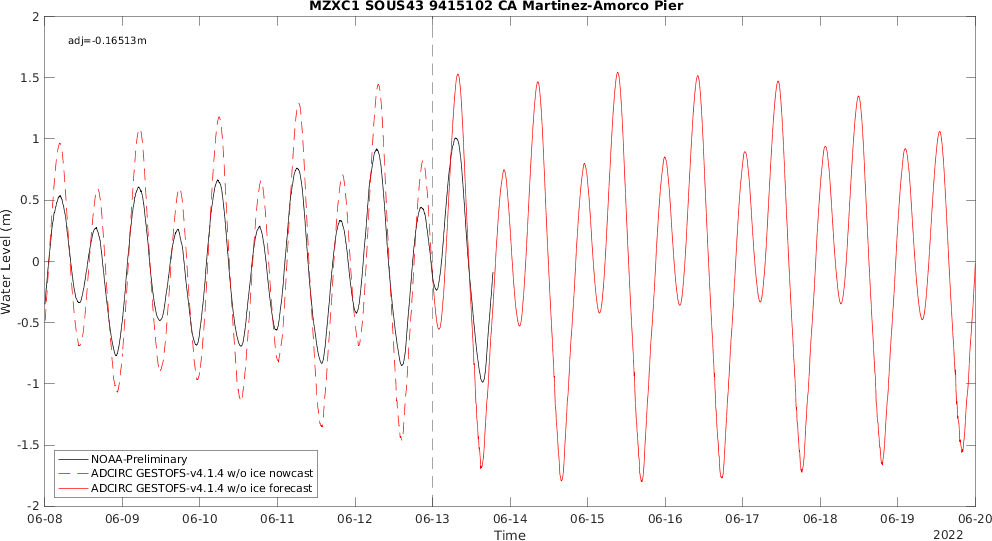 MZXC1 SOUS43 9415102 CA Martinez-Amorco Pier
adj=-0.16513m
2
1.5
1
0.5
0
-0.5
-1
-1.5
-2
Water Level (m)
NOAA-Preliminary
ADCIRC GESTOFS-v4.1.4 w/o ice nowcast
ADCIRC GESTOFS-v4.1.4 w/o ice forecast
06-08 06-09 06-10 06-11 06-12 06-13 06-14 06-15 06-16 06-17 06-18 06-19 06-20
Time
2022